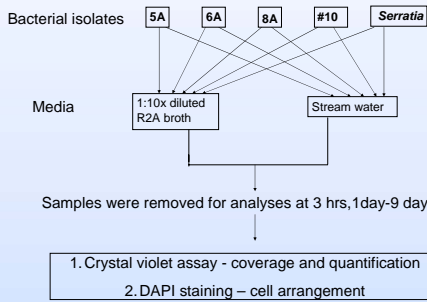 Bacterial isolates 5A 6A 8A #10 Serratia
Media
1:10x diluted
R2A broth
Stream water
Samples were removed for analyses at 3 hrs,1day-9 day
1. Crystal violet assay - coverage and quantification
2. DAPI staining – cell arrangement